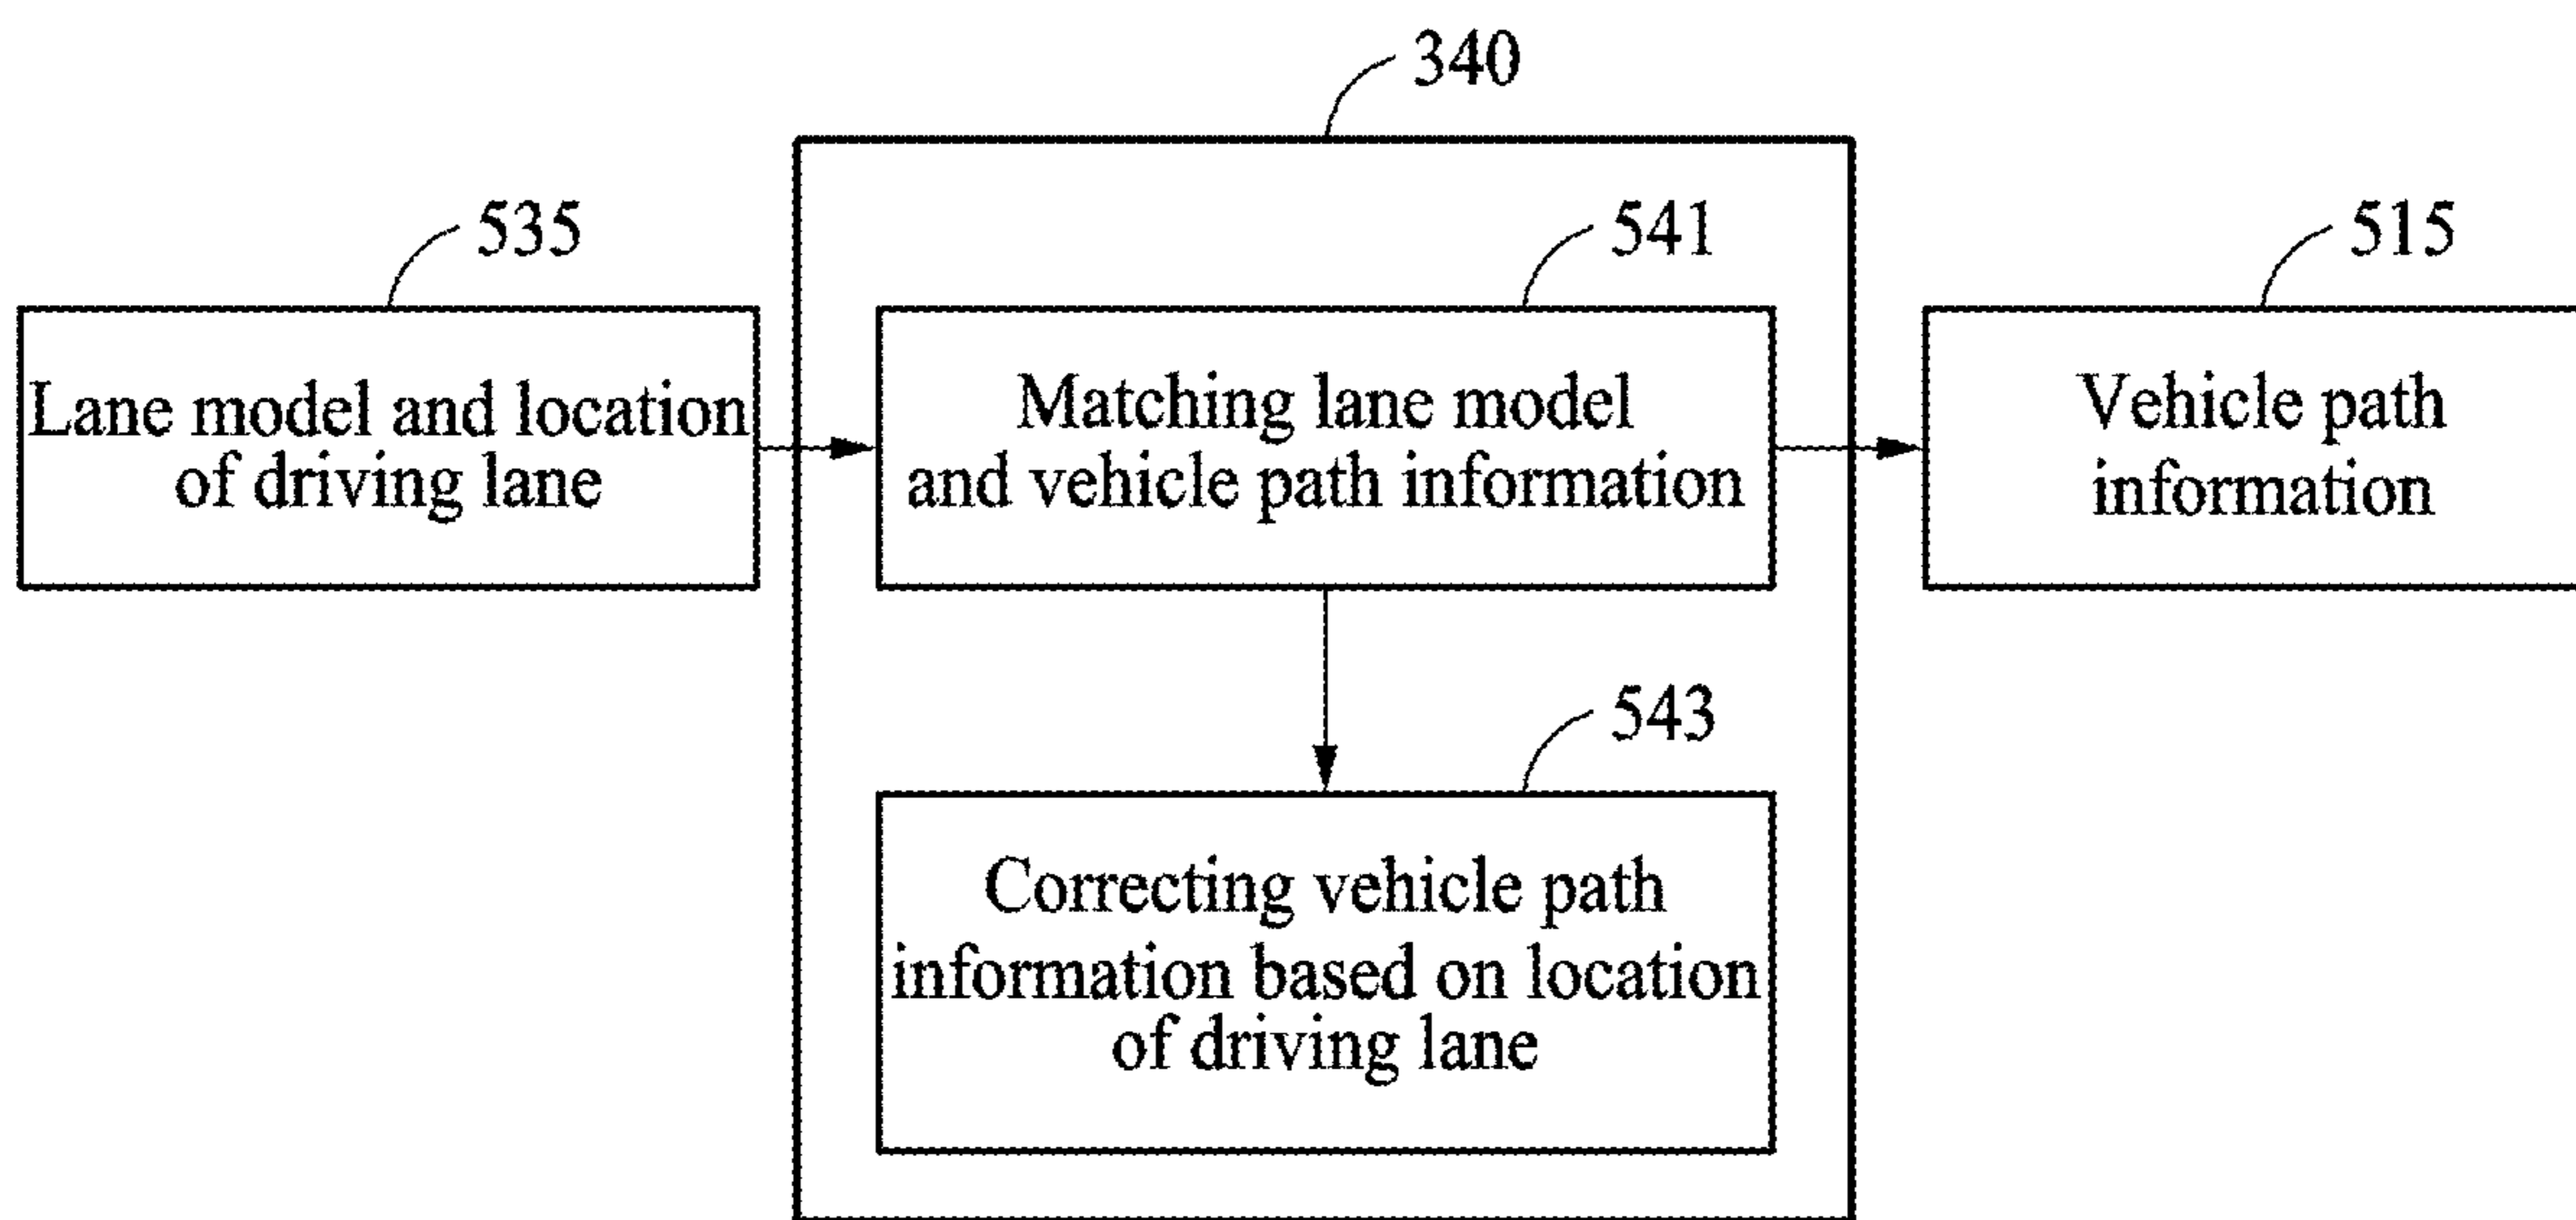 340
535
541
515
Lane model and location
of driving lane
Matching lane model
and vehicle path information
Vehicle path
information
543
Correcting vehicle path
information based on location
of driving lane